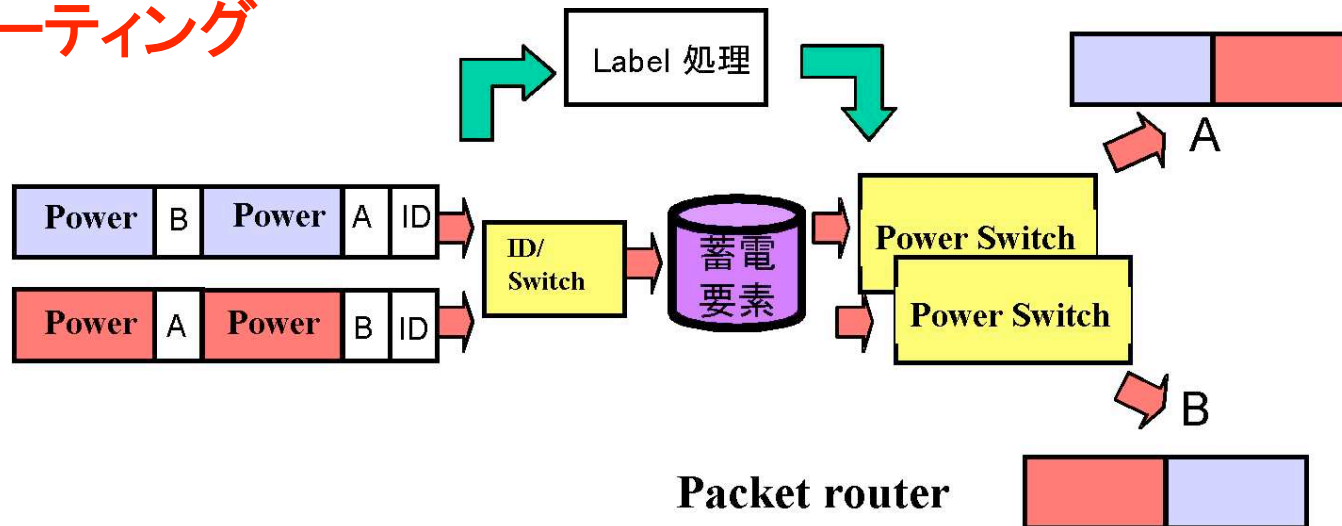 ーティング
Label 処理
A
Power B Power A ID
Power A Power B ID
ID/
Switch
蓄電
要素
Power Switch
Power Switch
B
Packet router